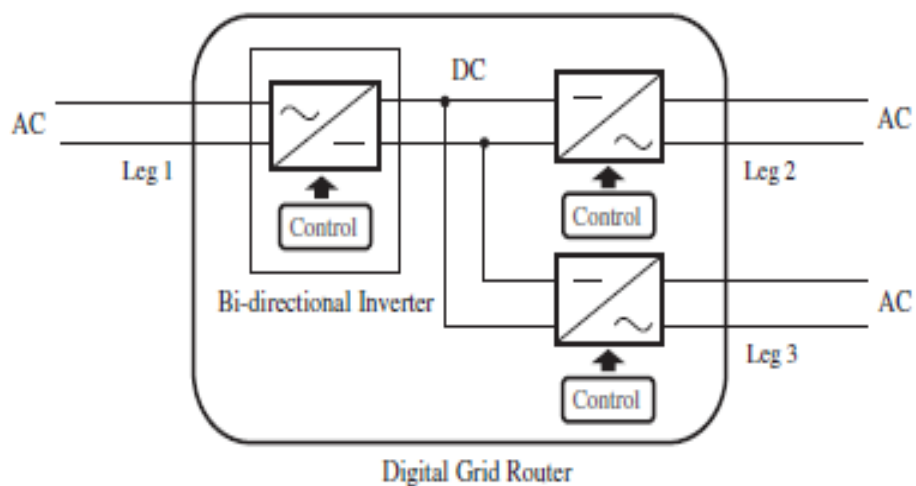 DC
AC
AC
Leg 1
Leg 2
Control
Control
Bi-directional Inverter
AC
Leg 3
Control
Digital Grid Router